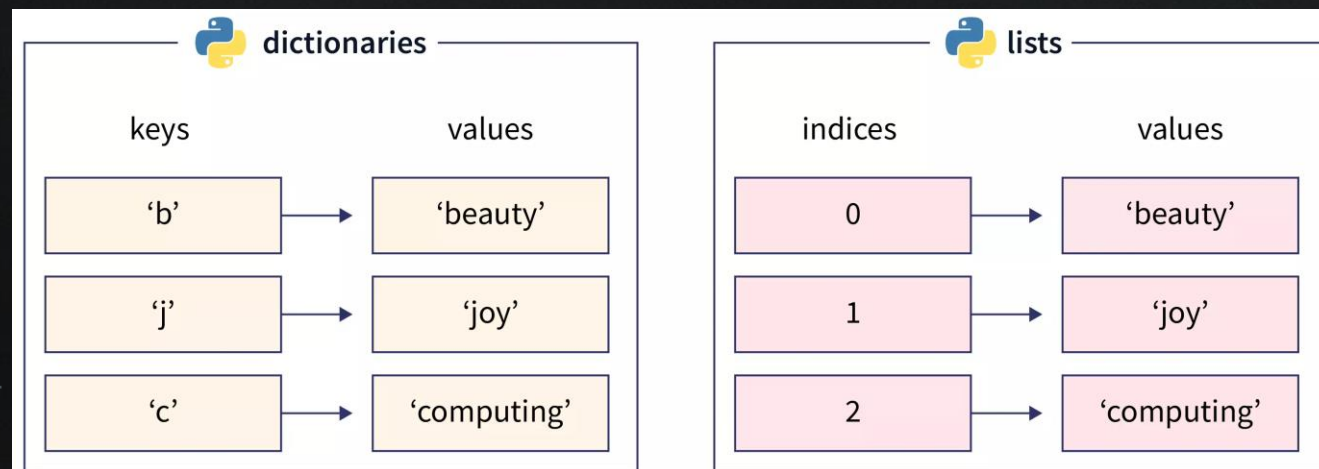 dictionaries
keys values
‘b’ ‘beauty’
‘j’ ‘joy’
‘c’ ‘computing’
lists
indices values
0 ‘beauty’
1 ‘joy’
2 ‘computing’